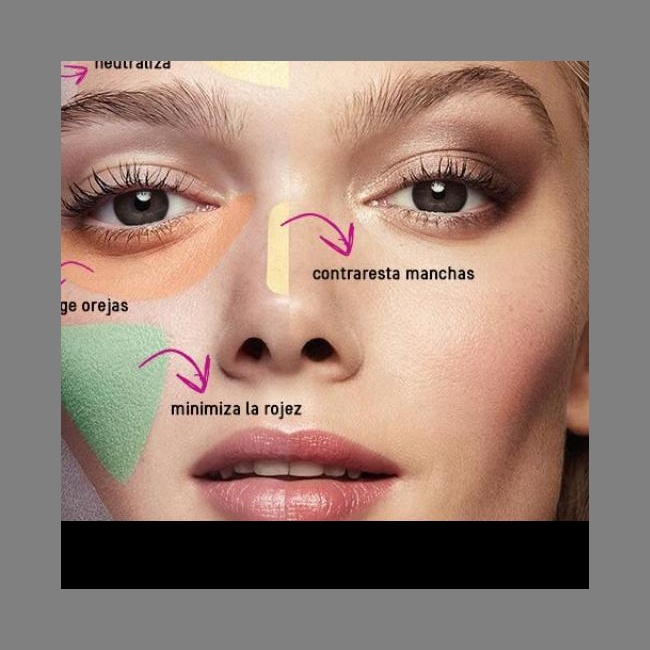 neutraliza
contraresta manchas
ge orejas
minimiza la rojez